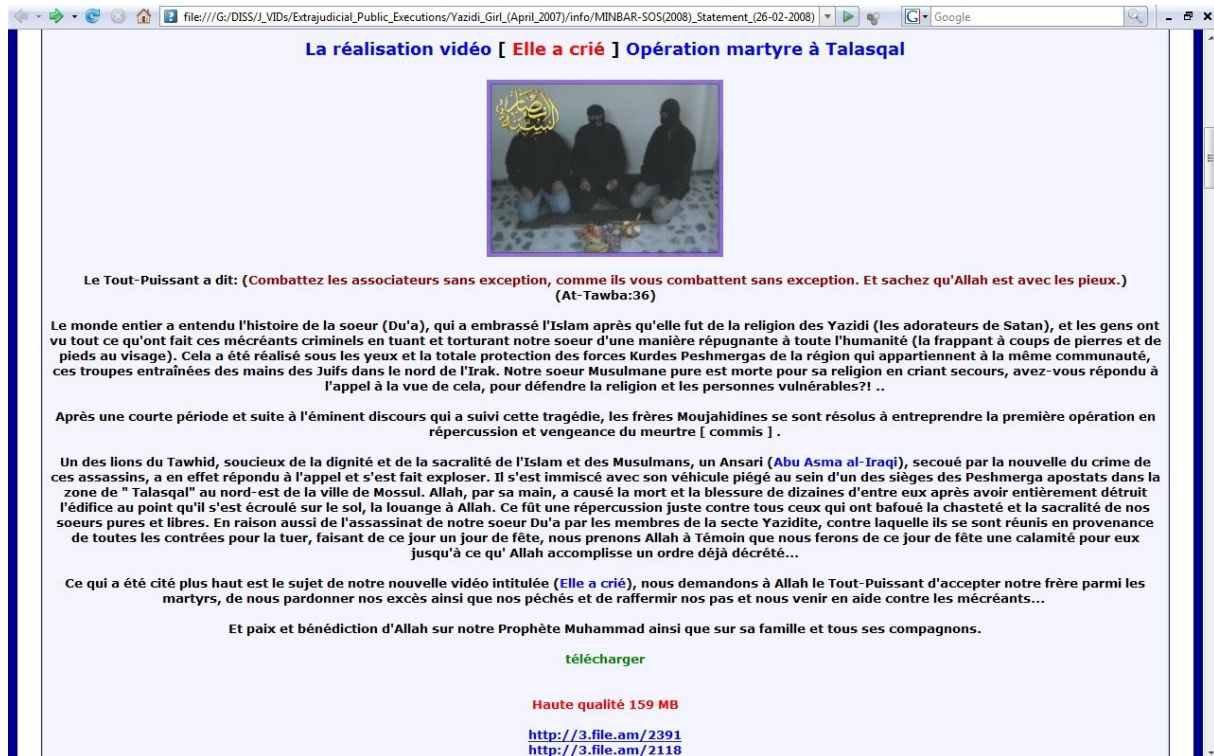 file:///G:/DISS/J_VIDs/Extrajudicial_Public_Executions/Yazidi_Girl_(April_2007)/info/MINBAR-SOS(2008)_Statement_(26-02-2008)
Google
La réalisation vidéo [ Elle a crié ] Opération martyre à Talasqal
أنصار السنة
Le Tout-Puissant a dit: (Combattez les associateurs sans exception, comme ils vous combattent sans exception. Et sachez qu'Allah est avec les pieux.)
(At-Tawba:36)
Le monde entier a entendu l'histoire de la soeur (Du'a), qui a embrassé l'Islam après qu'elle fut de la religion des Yazidi (les adorateurs de Satan), et les gens ont
vu tout ce qu'ont fait ces mécréants criminels en tuant et torturant notre soeur d'une manière répugnante à toute l'humanité (la frappant à coups de pierres et de
pieds au visage). Cela a été réalisé sous les yeux et la totale protection des forces Kurdes Peshmergas de la région qui appartiennent à la même communauté,
ces troupes entraînées des mains des Juifs dans le nord de l'Irak. Notre soeur Musulmane pure est morte pour sa religion en criant secours, avez-vous répondu à
l'appel à la vue de cela, pour défendre la religion et les personnes vulnérables?! ..
Après une courte période et suite à l'éminent discours qui a suivi cette tragédie, les frères Moujahidines se sont résolus à entreprendre la première opération en
répercussion et vengeance du meurtre [ commis ] .
Un des lions du Tawhid, soucieux de la dignité et de la sacralité de l'Islam et des Musulmans, un Ansari (Abu Asma al-Iraqi), secoué par la nouvelle du crime de
ces assassins, a en effet répondu à l'appel et s'est fait exploser. Il s'est immiscé avec son véhicule piégé au sein d'un des sièges des Peshmerga apostats dans la
zone de " Talasqal" au nord-est de la ville de Mossul. Allah, par sa main, a causé la mort et la blessure de dizaines d'entre eux après avoir entièrement détruit
l'édifice au point qu'il s'est écroulé sur le sol, la louange à Allah. Ce fût une répercussion juste contre tous ceux qui ont bafoué la chasteté et la sacralité de nos
soeurs pures et libres. En raison aussi de l'assassinat de notre soeur Du'a par les membres de la secte Yazidite, contre laquelle ils se sont réunis en provenance
de toutes les contrées pour la tuer, faisant de ce jour un jour de fête, nous prenons Allah à Témoin que nous ferons de ce jour de fête une calamité pour eux
jusqu'à ce qu' Allah accomplisse un ordre déjà décrété...
Ce qui a été cité plus haut est le sujet de notre nouvelle vidéo intitulée (Elle a crié), nous demandons à Allah le Tout-Puissant d'accepter notre frère parmi les
martyrs, de nous pardonner nos excès ainsi que nos péchés et de raffermir nos pas et nous venir en aide contre les mécréants...
Et paix et bénédiction d'Allah sur notre Prophète Muhammad ainsi que sur sa famille et tous ses compagnons.
télécharger
Haute qualité 159 MB
http://3.file.am/2391
http://3.file.am/2118